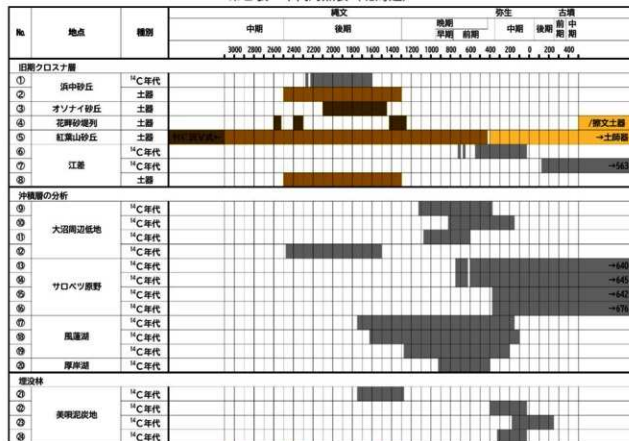 縄文 弥生 古墳
No. 地点 種別 中期 後期 晩期 中期 後期 前期 中期
早期 前期
3000 2800 2600 2400 2200 2000 1800 1600 1400 1200 1000 800 600 400 200 0 200 400
旧期クロスナ層
① 浜中砂丘 ¹⁴C年代
② 土器
③ オソナイ砂丘 土器
④ 花畔砂堤列 土器 /擦文土器
⑤ 紅葉山砂丘 土器 →土師器
⑥ 江差 ¹⁴C年代
⑦ ¹⁴C年代 →563
⑧ 土器
沖積層の分析
⑨ 大沼周辺低地 ¹⁴C年代
⑩ ¹⁴C年代
⑪ ¹⁴C年代
⑫ ¹⁴C年代
⑬ サロベツ原野 ¹⁴C年代 →640
⑭ ¹⁴C年代 →645
⑮ ¹⁴C年代 →642
⑯ ¹⁴C年代 →676
⑰ 風蓮湖 ¹⁴C年代
⑱ ¹⁴C年代
⑲ ¹⁴C年代
⑳ 厚岸湖 ¹⁴C年代
埋没林
㉑ 美唄泥炭地 ¹⁴C年代
㉒ ¹⁴C年代
㉓ ¹⁴C年代
㉔ ¹⁴C年代